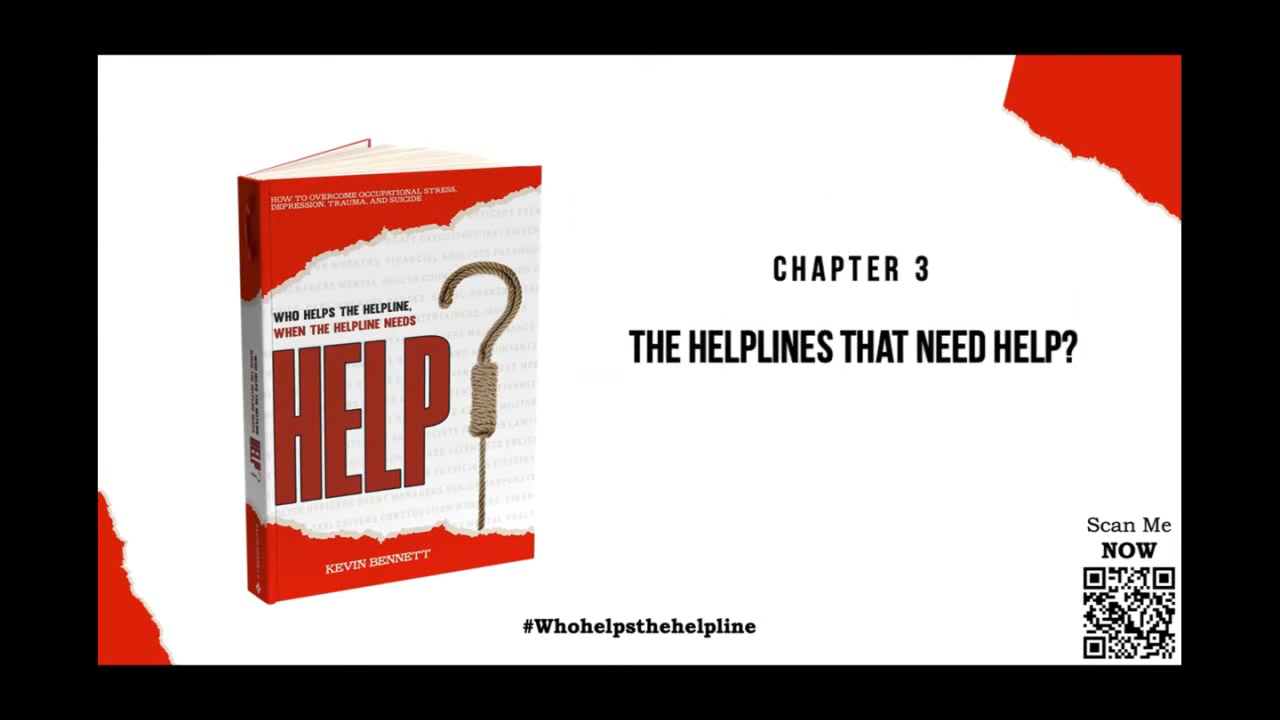 HOW TO OVERCOME OCCUPATIONAL STRESS,
DEPRESSION, TRAUMA, AND SUICIDE
WHO HELPS THE HELPLINE,
WHEN THE HELPLINE NEEDS
HELP
KEVIN BENNETT
CHAPTER 3
THE HELPLINES THAT NEED HELP?
#Whohelpsthehelpline
Scan Me
NOW